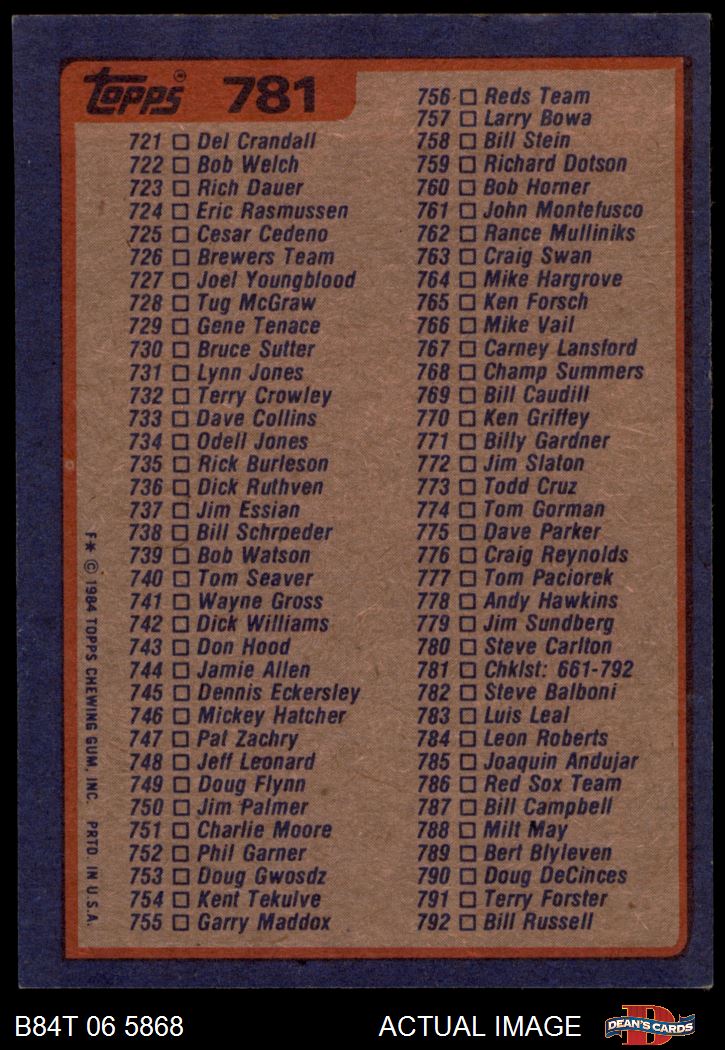 Topps 781
721 Del Crandall
722 Bob Welch
723 Rich Dauer
724 Eric Rasmussen
725 Cesar Cedeno
726 Brewers Team
727 Joel Youngblood
728 Tug McGraw
729 Gene Tenace
730 Bruce Sutter
731 Lynn Jones
732 Terry Crowley
733 Dave Collins
734 Odell Jones
735 Rick Burleson
736 Dick Ruthven
737 Jim Essian
738 Bill Schroeder
739 Bob Watson
740 Tom Seaver
741 Wayne Gross
742 Dick Williams
743 Don Hood
744 Jamie Allen
745 Dennis Eckersley
746 Mickey Hatcher
747 Pat Zachry
748 Jeff Leonard
749 Doug Flynn
750 Jim Palmer
751 Charlie Moore
752 Phil Garner
753 Doug Gwosdz
754 Kent Tekulve
755 Garry Maddox
756 Reds Team
757 Larry Bowa
758 Bill Stein
759 Richard Dotson
760 Bob Horner
761 John Montefusco
762 Rance Mulliniks
763 Craig Swan
764 Mike Hargrove
765 Ken Forsch
766 Mike Vail
767 Carney Lansford
768 Champ Summers
769 Bill Caudill
770 Ken Griffey
771 Billy Gardner
772 Jim Slaton
773 Todd Cruz
774 Tom Gorman
775 Dave Parker
776 Craig Reynolds
777 Tom Paciorek
778 Andy Hawkins
779 Jim Sundberg
780 Steve Carlton
781 Chklst: 661-792
782 Steve Balboni
783 Luis Leal
784 Leon Roberts
785 Joaquin Andujar
786 Red Sox Team
787 Bill Campbell
788 Milt May
789 Bert Blyleven
790 Doug DeCinces
791 Terry Forster
792 Bill Russell
F* © 1984 TOPPS CHEWING GUM, INC. PRTD. IN U.S.A.
B84T 06 5868
ACTUAL IMAGE
DEAN'S CARDS